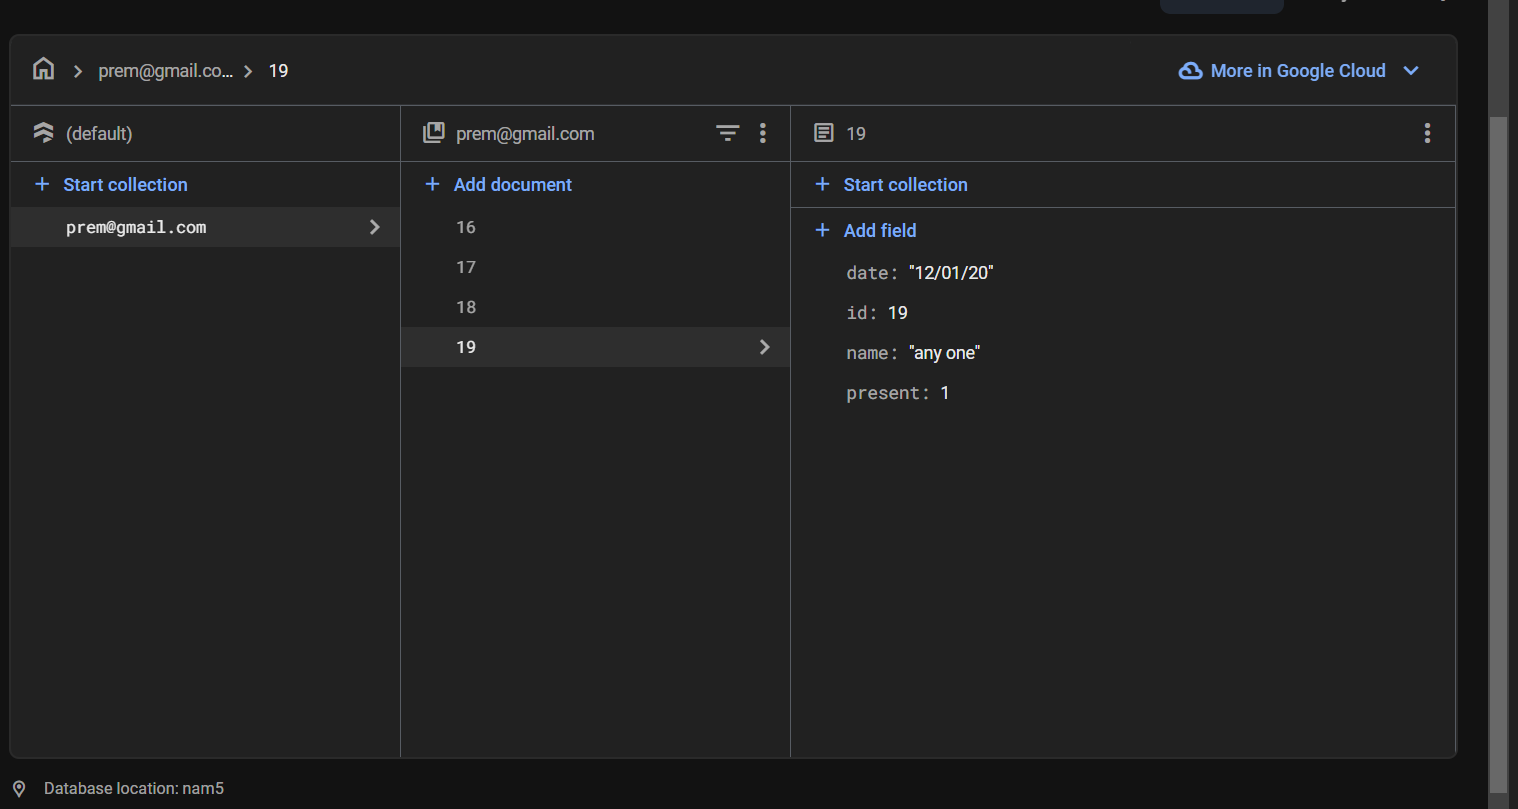 prem@gmail.co... 19
More in Google Cloud
(default)
prem@gmail.com
19
Start collection
Add document
Start collection
prem@gmail.com
16
17
18
19
Add field
date: "12/01/20"
id: 19
name: "any one"
present: 1
Database location: nam5